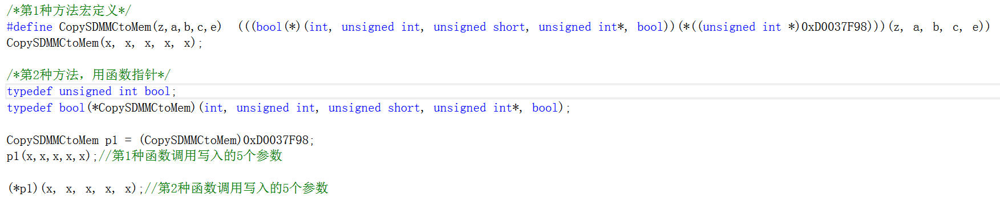 /*第1种方法宏定义*/
#define CopySDMMCtoMem(z,a,b,c,e)  (((bool(*)(int, unsigned int, unsigned short, unsigned int*, bool))(*((unsigned int *)0xD0037F98)))(z, a, b, c, e))
CopySDMMCtoMem(x, x, x, x, x);
/*第2种方法，用函数指针*/
typedef unsigned int bool;
typedef bool(*CopySDMMCtoMem)(int, unsigned int, unsigned short, unsigned int*, bool);
CopySDMMCtoMem p1 = (CopySDMMCtoMem)0xD0037F98;
p1(x,x,x,x,x);//第1种函数调用写入的5个参数
(*p1)(x, x, x, x, x);//第2种函数调用写入的5个参数